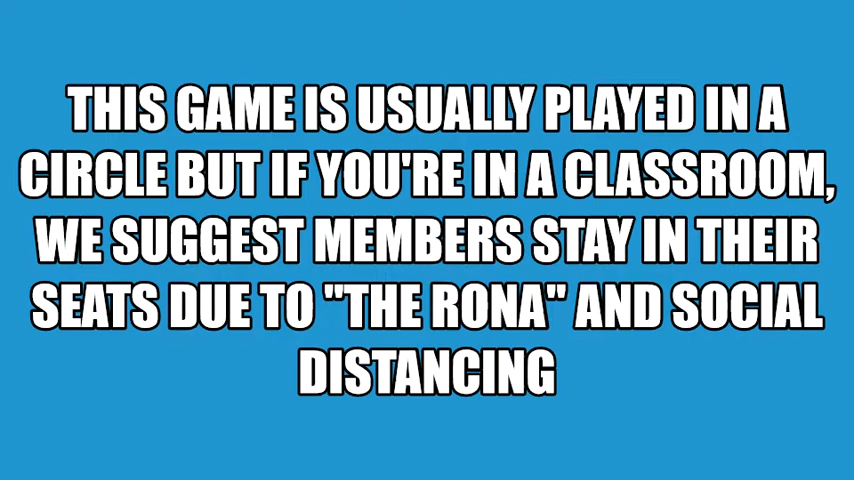 THIS GAME IS USUALLY PLAYED IN A
CIRCLE BUT IF YOU'RE IN A CLASSROOM,
WE SUGGEST MEMBERS STAY IN THEIR
SEATS DUE TO "THE RONA" AND SOCIAL
DISTANCING